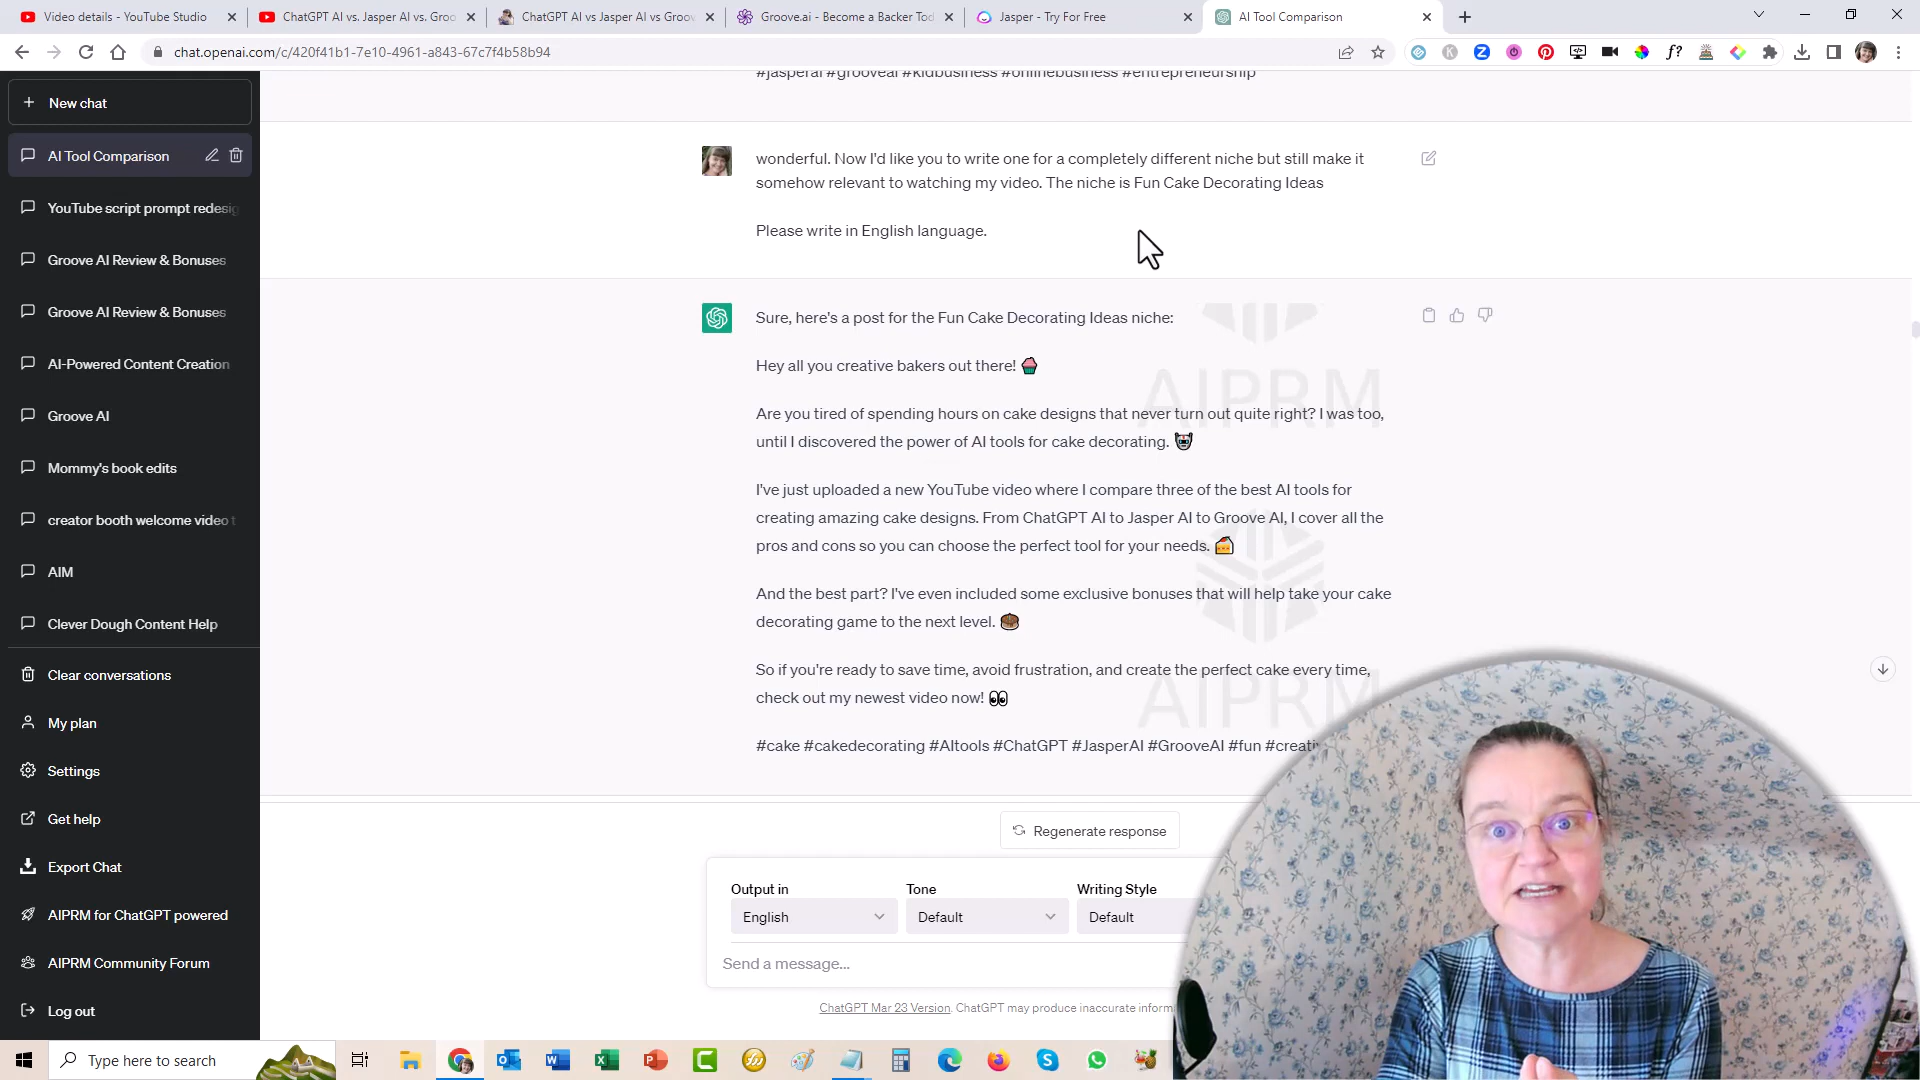 Video details - YouTube Studio
ChatGPT AI vs. Jasper AI vs. Groo
ChatGPT AI vs Jasper AI vs Groov
Groove.ai - Become a Backer Tod
Jasper - Try For Free
AI Tool Comparison
chat.openai.com/c/420f41b1-7e10-4961-a843-67c7f4b58b94
#jasperai #grooveai #kidbusiness #onlinebusiness #entrepreneurship
New chat
AI Tool Comparison
YouTube script prompt redesig
Groove AI Review & Bonuses
Groove AI Review & Bonuses
AI-Powered Content Creation
Groove AI
Mommy's book edits
creator booth welcome video t
AIM
Clever Dough Content Help
Clear conversations
My plan
Settings
Get help
Export Chat
AIPRM for ChatGPT powered
AIPRM Community Forum
Log out
wonderful. Now I'd like you to write one for a completely different niche but still make it
somehow relevant to watching my video. The niche is Fun Cake Decorating Ideas
Please write in English language.
Sure, here's a post for the Fun Cake Decorating Ideas niche:
Hey all you creative bakers out there! 🧁
Are you tired of spending hours on cake designs that never turn out quite right? I was too,
until I discovered the power of AI tools for cake decorating. 🤖
I've just uploaded a new YouTube video where I compare three of the best AI tools for
creating amazing cake designs. From ChatGPT AI to Jasper AI to Groove AI, I cover all the
pros and cons so you can choose the perfect tool for your needs. 🍰
And the best part? I've even included some exclusive bonuses that will help take your cake
decorating game to the next level. 🎂
So if you're ready to save time, avoid frustration, and create the perfect cake every time,
check out my newest video now! 👀
#cake #cakedecorating #AItools #ChatGPT #JasperAI #GrooveAI #fun #creati
AIPRM
AIPRM
Regenerate response
Output in
Tone
Writing Style
English
Default
Default
Send a message...
ChatGPT Mar 23 Version. ChatGPT may produce inaccurate inform
Type here to search